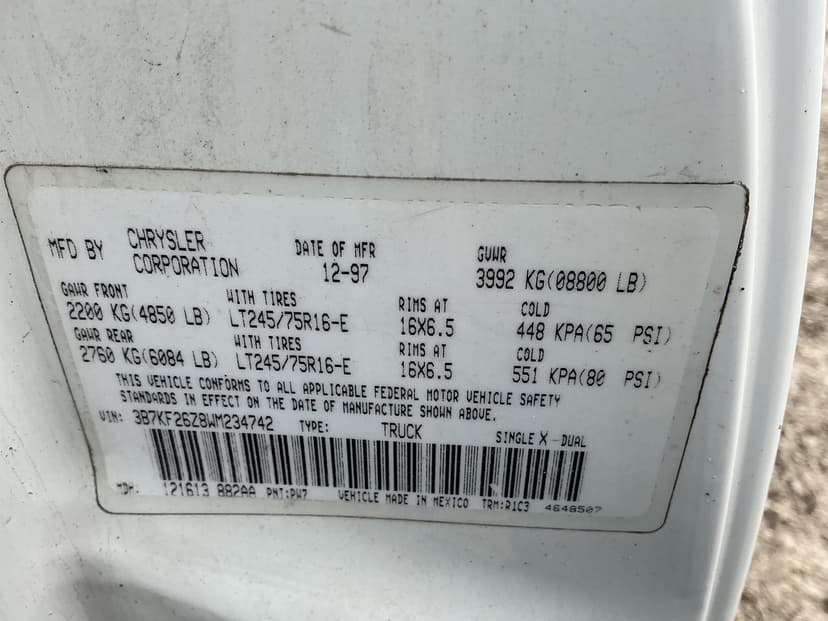 MFD BY CHRYSLER CORPORATION DATE OF MFR 12-97 GVWR 3992 KG(08800 LB)
GAWR FRONT WITH TIRES RIMS AT COLD
2200 KG(4850 LB) LT245/75R16-E 16X6.5 448 KPA(65 PSI)
GAWR REAR WITH TIRES RIMS AT COLD
2760 KG(6084 LB) LT245/75R16-E 16X6.5 551 KPA(80 PSI)
THIS VEHICLE CONFORMS TO ALL APPLICABLE FEDERAL MOTOR VEHICLE SAFETY
STANDARDS IN EFFECT ON THE DATE OF MANUFACTURE SHOWN ABOVE.
VIN: 3B7KF26Z8WM234742 TYPE: TRUCK SINGLE X - DUAL
MDH: 121613 882AA PNT:PW7 VEHICLE MADE IN MEXICO TRM:R1C3 4648507